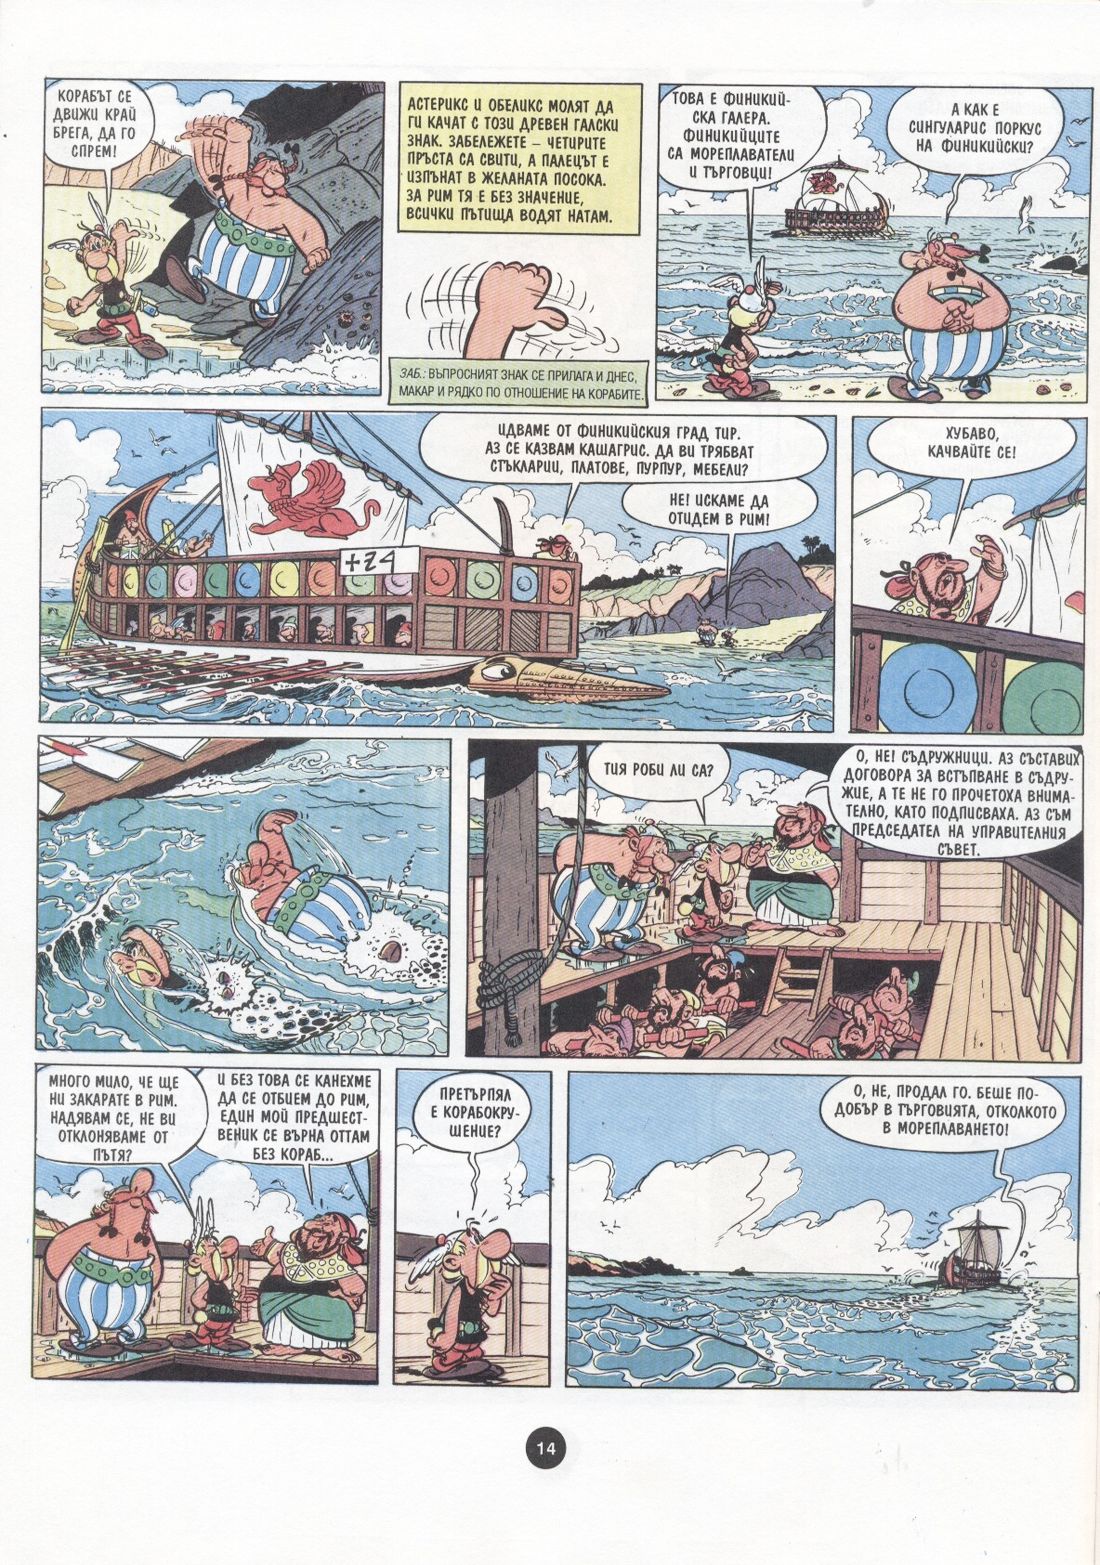 КОРАБЪТ СЕ
ДВИЖИ КРАЙ
БРЕГА, ДА ГО
СПРЕМ!
АСТЕРИКС И ОБЕЛИКС МОЛЯТ ДА
ГИ КАЧАТ С ТОЗИ ДРЕВЕН ГАЛСКИ
ЗНАК. ЗАБЕЛЕЖЕТЕ – ЧЕТИРИТЕ
ПРЪСТА СА СВИТИ, А ПАЛЕЦЪТ Е
ИЗПЪНАТ В ЖЕЛАНАТА ПОСОКА.
ЗА РИМ ТЯ Е БЕЗ ЗНАЧЕНИЕ,
ВСИЧКИ ПЪТИЩА ВОДЯТ НАТАМ.
ЗАБ.: ВЪПРОСНИЯТ ЗНАК СЕ ПРИЛАГА И ДНЕС,
МАКАР И РЯДКО ПО ОТНОШЕНИЕ НА КОРАБИТЕ.
ТОВА Е ФИНИКИЙ-
СКА ГАЛЕРА.
ФИНИКИЙЦИТЕ
СА МОРЕПЛАВАТЕЛИ
И ТЪРГОВЦИ!
А КАК Е
СИНГУЛАРИС ПОРКУС
НА ФИНИКИЙСКИ?
ИДВАМЕ ОТ ФИНИКИЙСКИЯ ГРАД ТИР.
АЗ СЕ КАЗВАМ КАШАГРИС. ДА ВИ ТРЯБВАТ
СТЪКЛАРИИ, ПЛАТОВЕ, ПУРПУР, МЕБЕЛИ?
НЕ! ИСКАМЕ ДА
ОТИДЕМ В РИМ!
ХУБАВО,
КАЧВАЙТЕ СЕ!
ТИЯ РОБИ ЛИ СА?
О, НЕ! СЪДРУЖНИЦИ. АЗ СЪСТАВИХ
ДОГОВОРА ЗА ВСТЪПВАНЕ В СЪДРУ-
ЖИЕ, А ТЕ НЕ ГО ПРОЧЕТОХА ВНИМА-
ТЕЛНО, КАТО ПОДПИСВАХА. АЗ СЪМ
ПРЕДСЕДАТЕЛ НА УПРАВИТЕЛНИЯ
СЪВЕТ.
МНОГО МИЛО, ЧЕ ЩЕ
НИ ЗАКАРАТЕ В РИМ.
НАДЯВАМ СЕ, НЕ ВИ
ОТКЛОНЯВАМЕ ОТ
ПЪТЯ?
И БЕЗ ТОВА СЕ КАНЕХМЕ
ДА СЕ ОТБИЕМ ДО РИМ,
ЕДИН МОЙ ПРЕДШЕСТ-
ВЕНИК СЕ ВЪРНА ОТТАМ
БЕЗ КОРАБ...
ПРЕТЪРПЯЛ
Е КОРАБОКРУ-
ШЕНИЕ?
О, НЕ, ПРОДАЛ ГО. БЕШЕ ПО-
ДОБЪР В ТЪРГОВИЯТА, ОТКОЛКОТО
В МОРЕПЛАВАНЕТО!
14